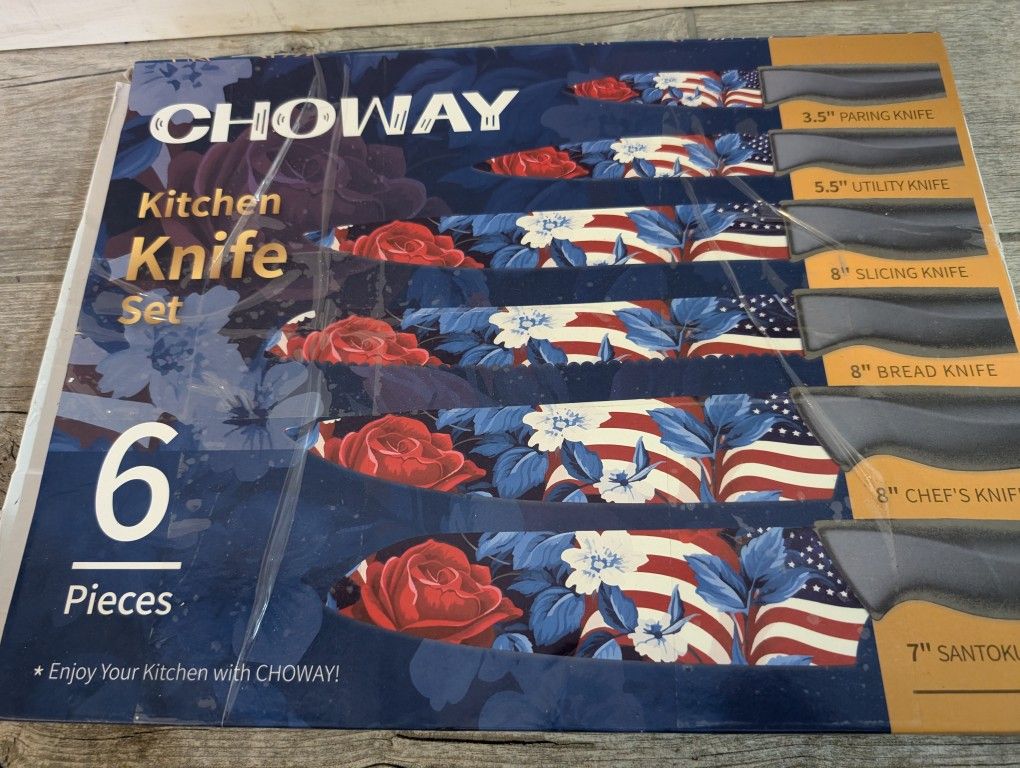 CHOWAY
Kitchen
Knife
Set
6
Pieces
★ Enjoy Your Kitchen with CHOWAY!
3.5" PARING KNIFE
5.5" UTILITY KNIFE
8" SLICING KNIFE
8" BREAD KNIFE
8" CHEF'S KNIF
7" SANTOKU